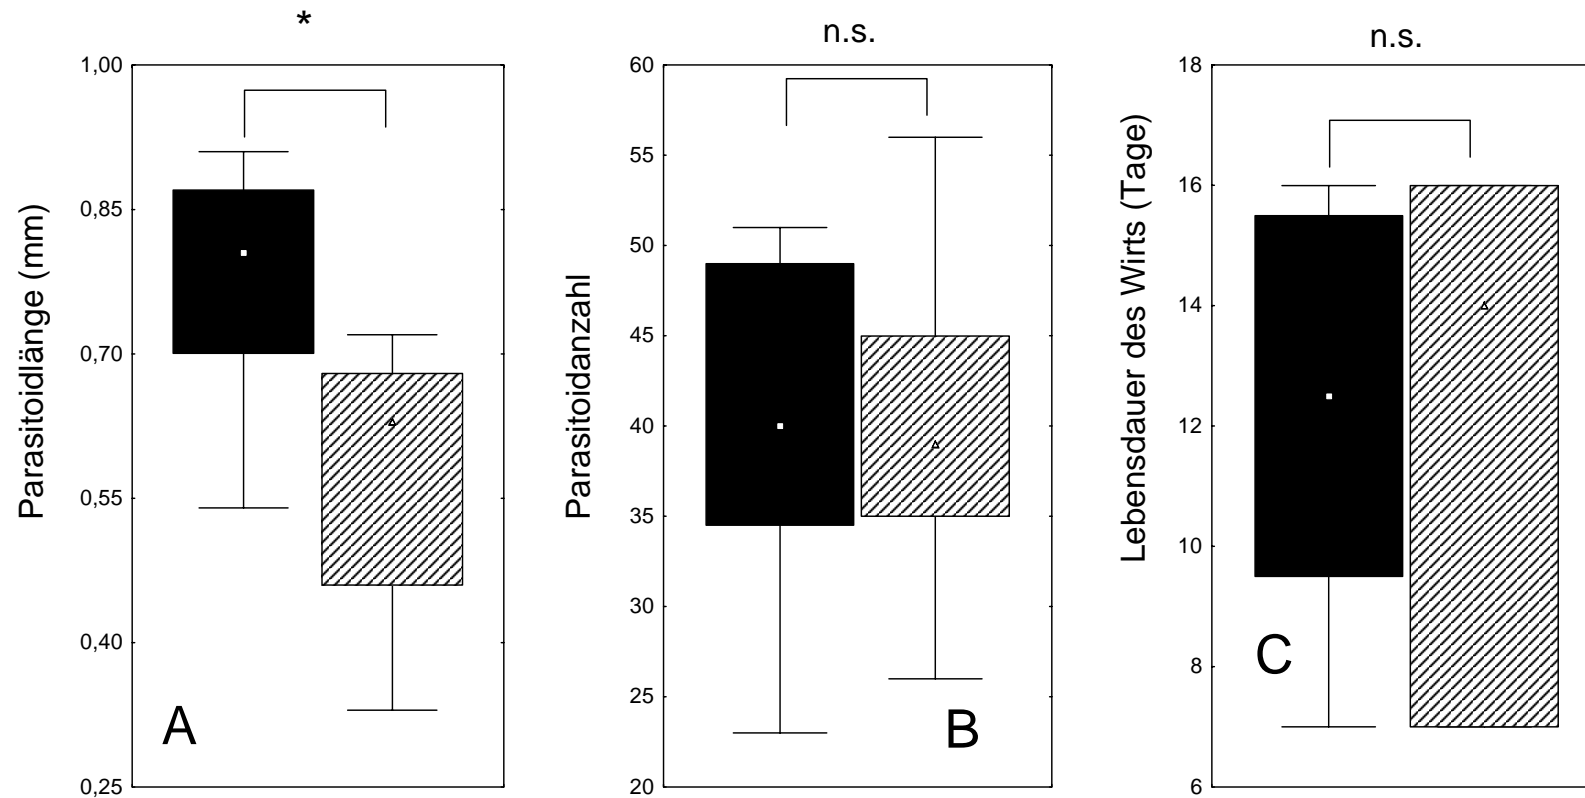 *
Parasitoidlänge (mm)
1,00
0,85
0,70
0,55
0,40
0,25
A
n.s.
Parasitoidanzahl
60
55
50
45
40
35
30
25
20
B
n.s.
Lebensdauer des Wirts (Tage)
18
16
14
12
10
8
6
C